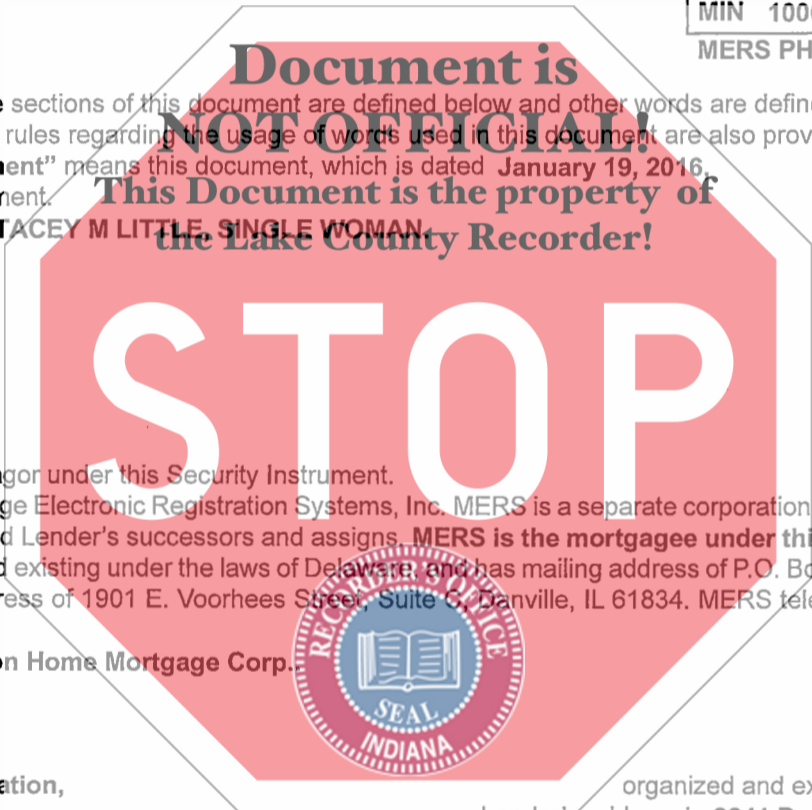 MIN 100
MERS PH
Document is
sections of this document are defined below and other words are defin
NOT OFFICIAL!
rules regarding the usage of words used in this document are also prov
ent” means this document, which is dated January 19, 2016,
This Document is the property of
ment.
TACEY M LITTLE, SINGLE WOMAN.
the Lake County Recorder!
STOP
gor under this Security Instrument.
ge Electronic Registration Systems, Inc. MERS is a separate corporation
d Lender's successors and assigns. MERS is the mortgagee under thi
d existing under the laws of Delaware, and has mailing address of P.O. Bo
ress of 1901 E. Voorhees Street, Suite C, Danville, IL 61834. MERS tele
on Home Mortgage Corp..
RECORDER'S OFFICE
SEAL
INDIANA
ation,
organized and ex